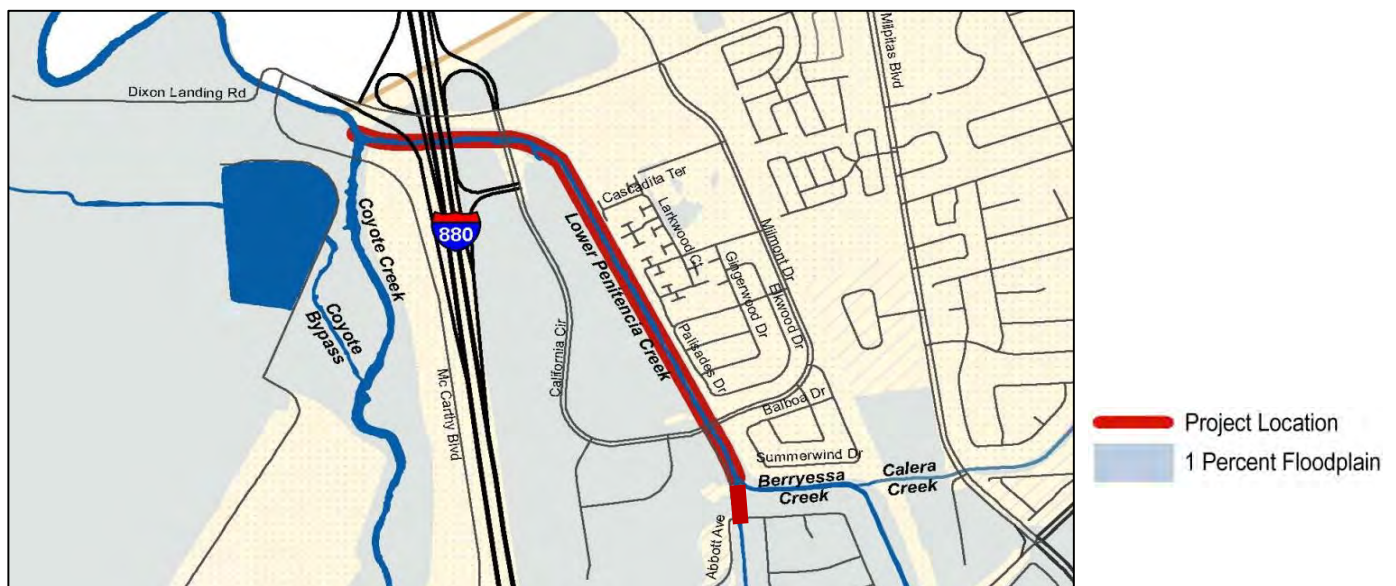 Milpitas Blvd
Dixon Landing Rd
Cascadita Ter
Larkwood Ct
Milmont Dr
Coyote Creek
880
Lower Penitencia Creek
Gingerwood Dr
Elkwood Dr
Coyote
Bypass
California Cir
Palisades Dr
Mc Carthy Blvd
Balboa Dr
Project Location
Summerwind Dr
Calera
Creek
1 Percent Floodplain
Berryessa
Creek
Abbott Ave